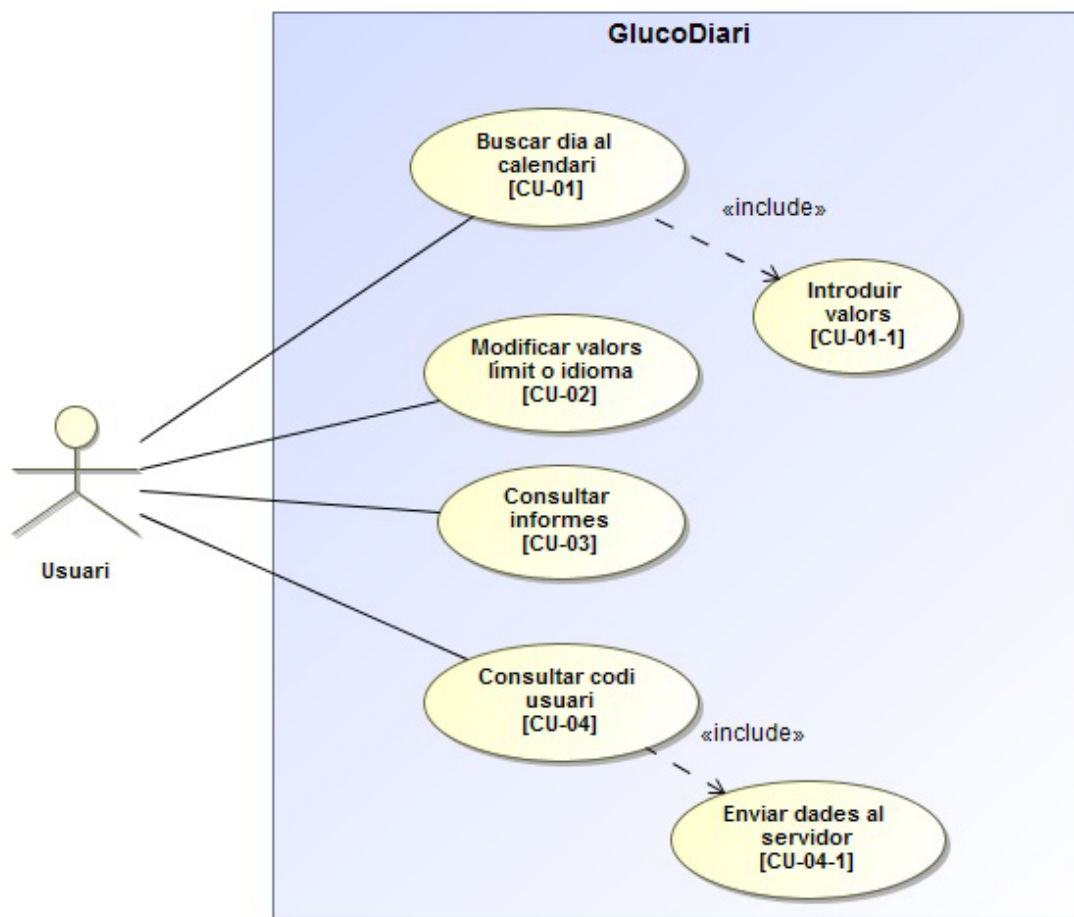 GlucoDiari
Buscar dia al
calendari
[CU-01]
«include»
Introduir
valors
[CU-01-1]
Modificar valors
límit o idioma
[CU-02]
Consultar
informes
[CU-03]
Usuari
Consultar codi
usuari
[CU-04]
«include»
Enviar dades al
servidor
[CU-04-1]